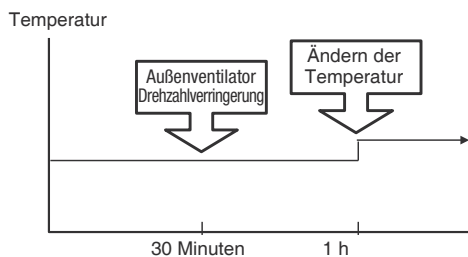 Temperatur
Außenventilator
Drehzahlverringerung
Ändern der
Temperatur
30 Minuten
1 h